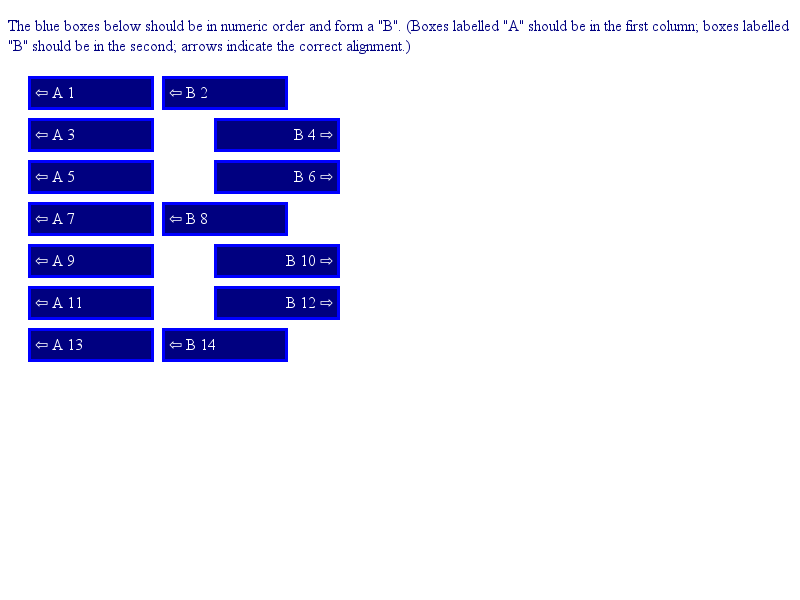 The blue boxes below should be in numeric order and form a "B". (Boxes labelled "A" should be in the first column; boxes labelled
"B" should be in the second; arrows indicate the correct alignment.)
⇦ A 1 ⇦ B 2
⇦ A 3 B 4 ⇨
⇦ A 5 B 6 ⇨
⇦ A 7 ⇦ B 8
⇦ A 9 B 10 ⇨
⇦ A 11 B 12 ⇨
⇦ A 13 ⇦ B 14